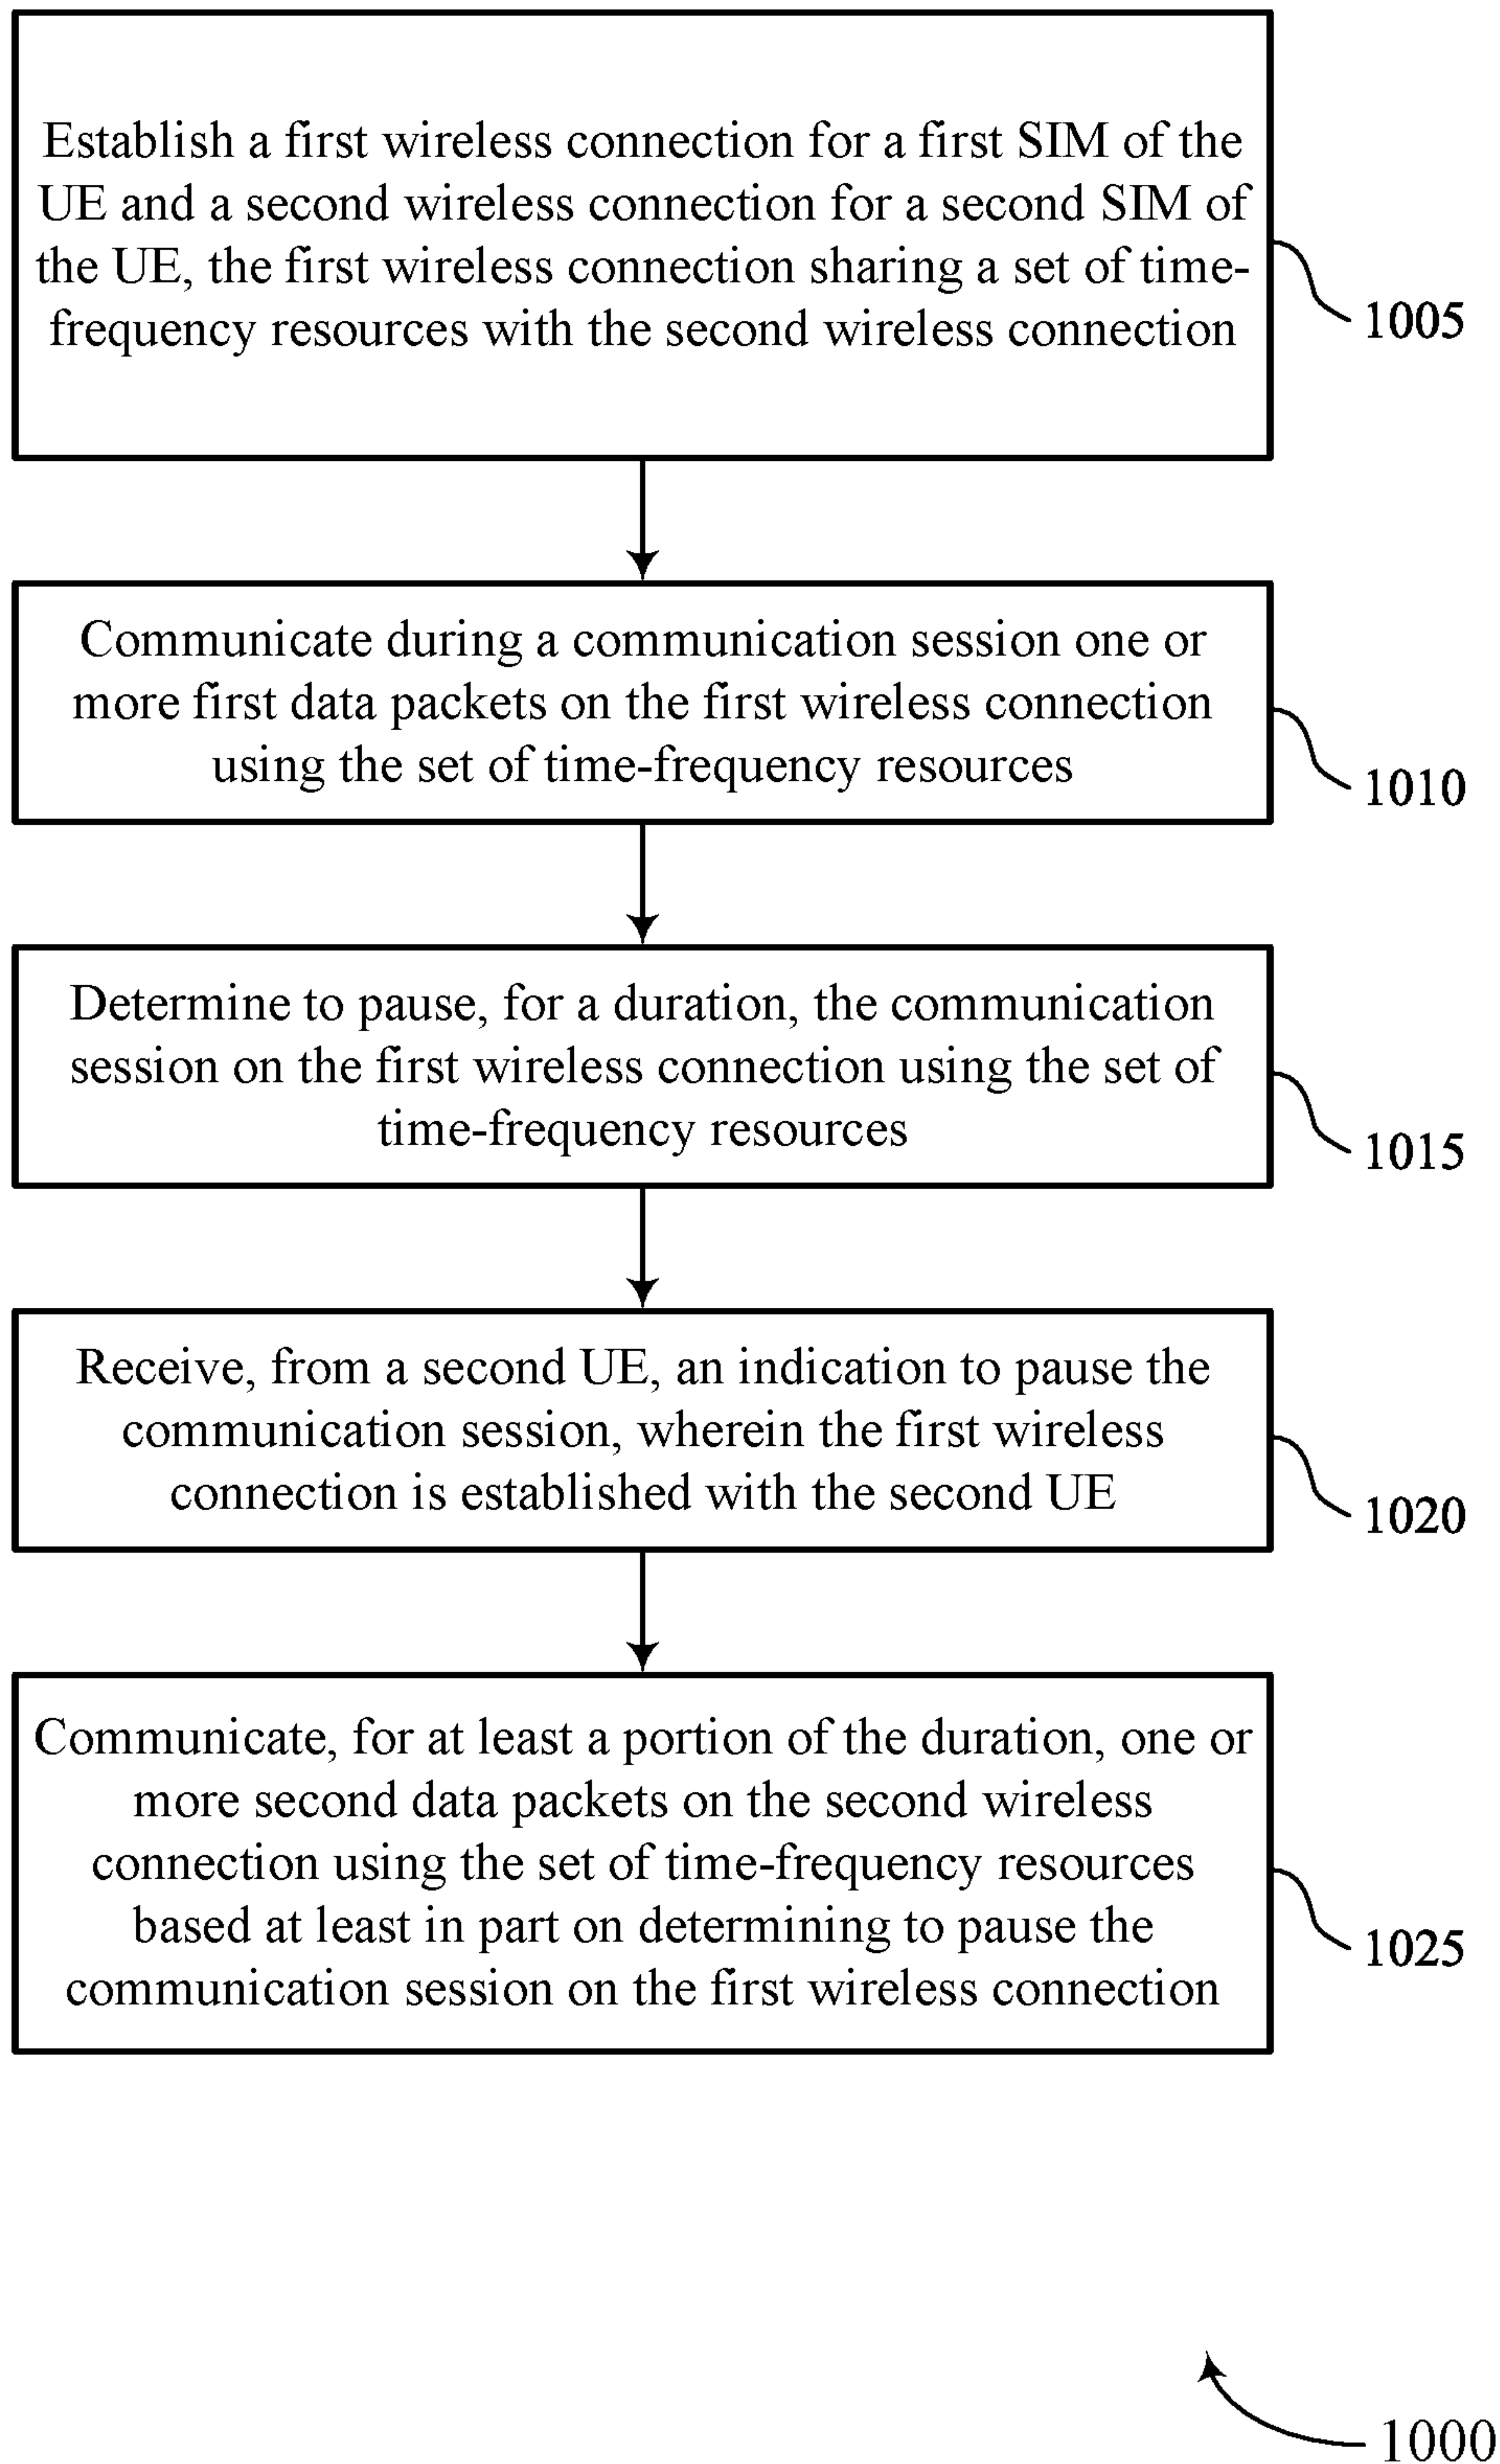 Establish a first wireless connection for a first SIM of the
UE and a second wireless connection for a second SIM of
the UE, the first wireless connection sharing a set of time-
frequency resources with the second wireless connection
1005
Communicate during a communication session one or
more first data packets on the first wireless connection
using the set of time-frequency resources
1010
Determine to pause, for a duration, the communication
session on the first wireless connection using the set of
time-frequency resources
1015
Receive, from a second UE, an indication to pause the
communication session, wherein the first wireless
connection is established with the second UE
1020
Communicate, for at least a portion of the duration, one or
more second data packets on the second wireless
connection using the set of time-frequency resources
based at least in part on determining to pause the
communication session on the first wireless connection
1025
1000